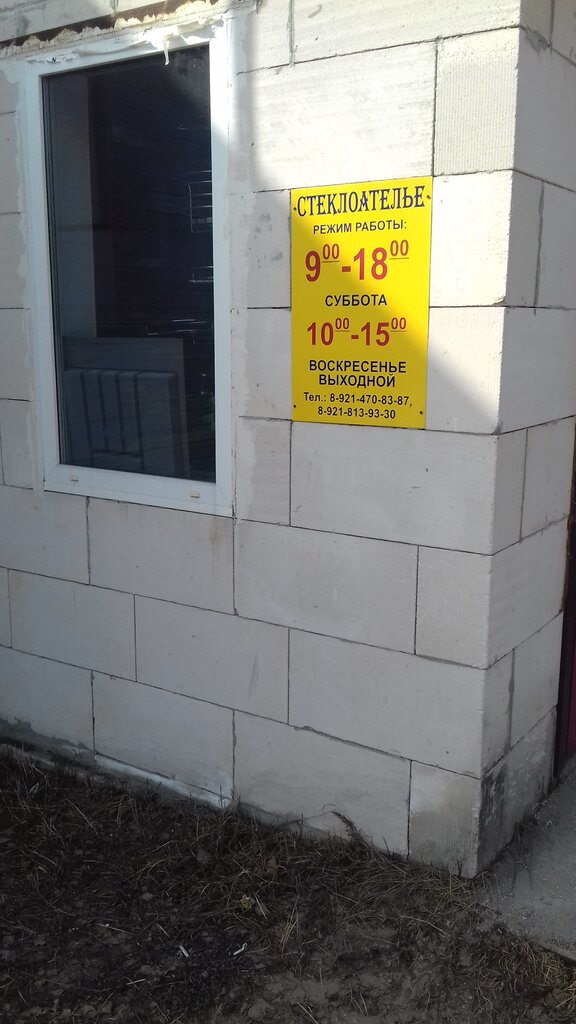 СТЕКЛОАТЕЛЬЕ
РЕЖИМ РАБОТЫ:
9⁰⁰-18⁰⁰
СУББОТА
10⁰⁰-15⁰⁰
ВОСКРЕСЕНЬЕ
ВЫХОДНОЙ
Тел.: 8-921-470-83-87,
8-921-813-93-30